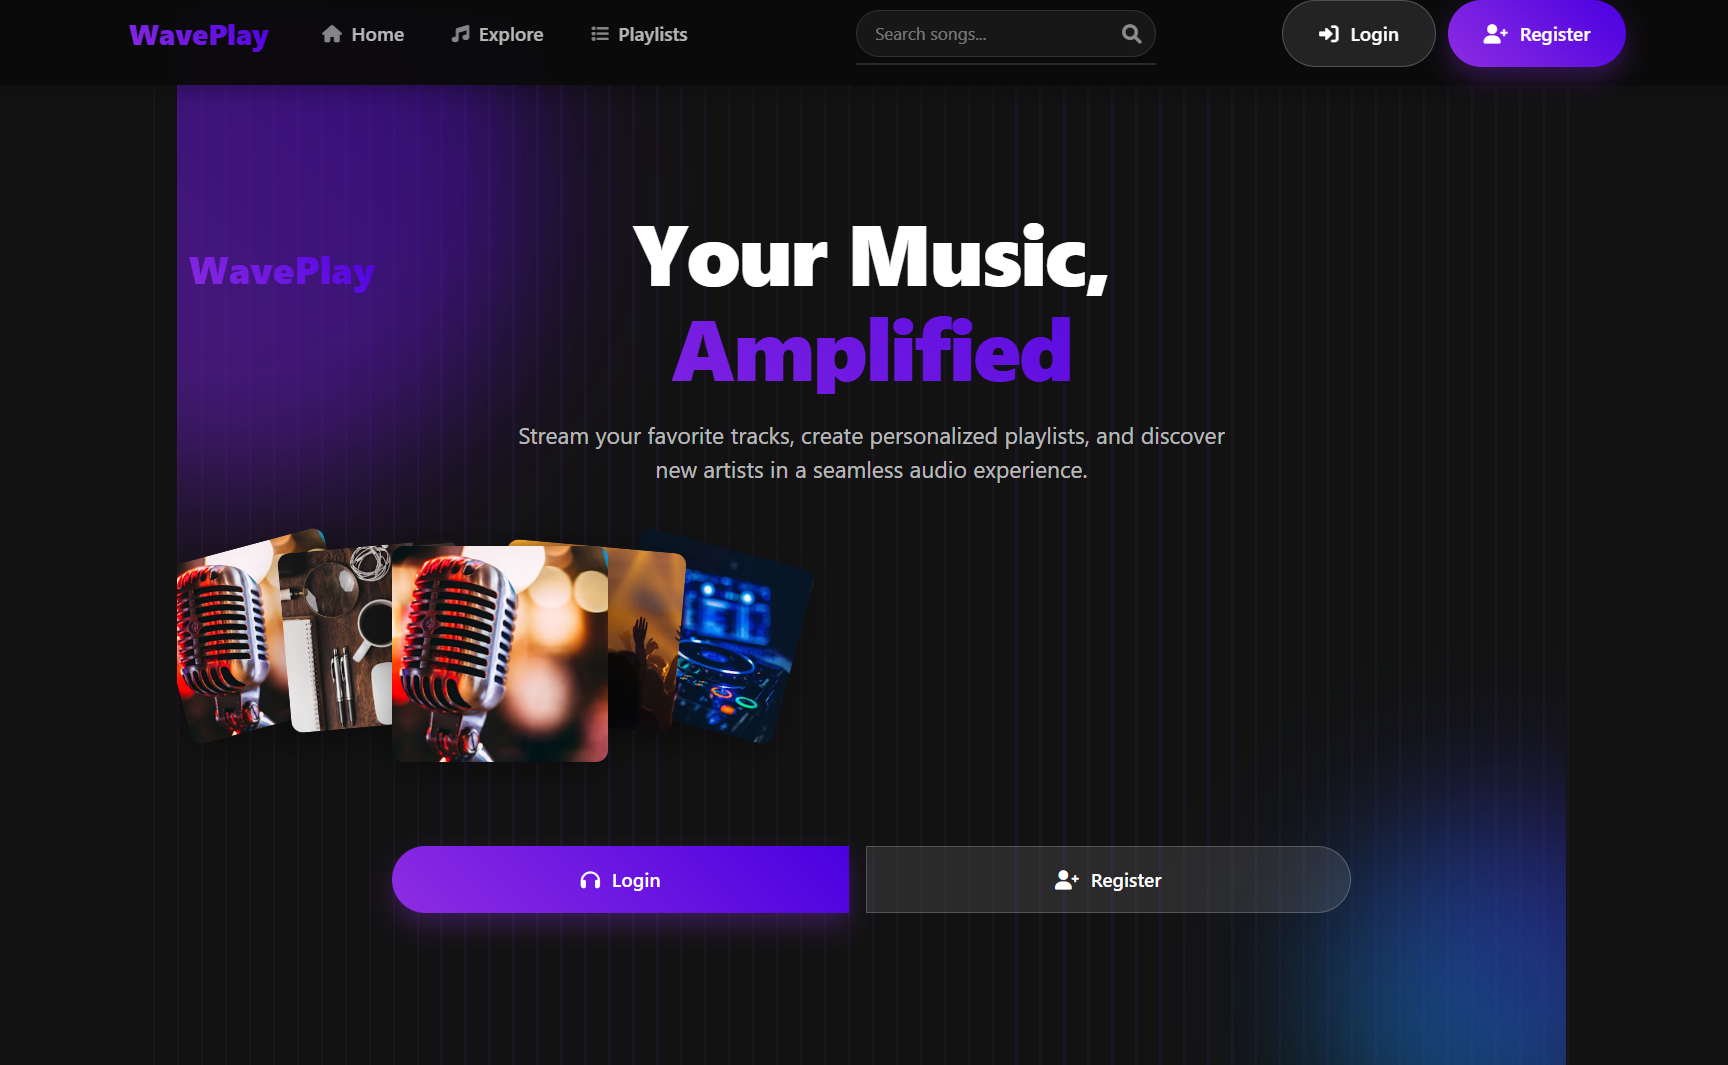 WavePlay
Home
Explore
Playlists
Search songs...
Login
Register
WavePlay
Your Music,
Amplified
Stream your favorite tracks, create personalized playlists, and discover
new artists in a seamless audio experience.
Login
Register